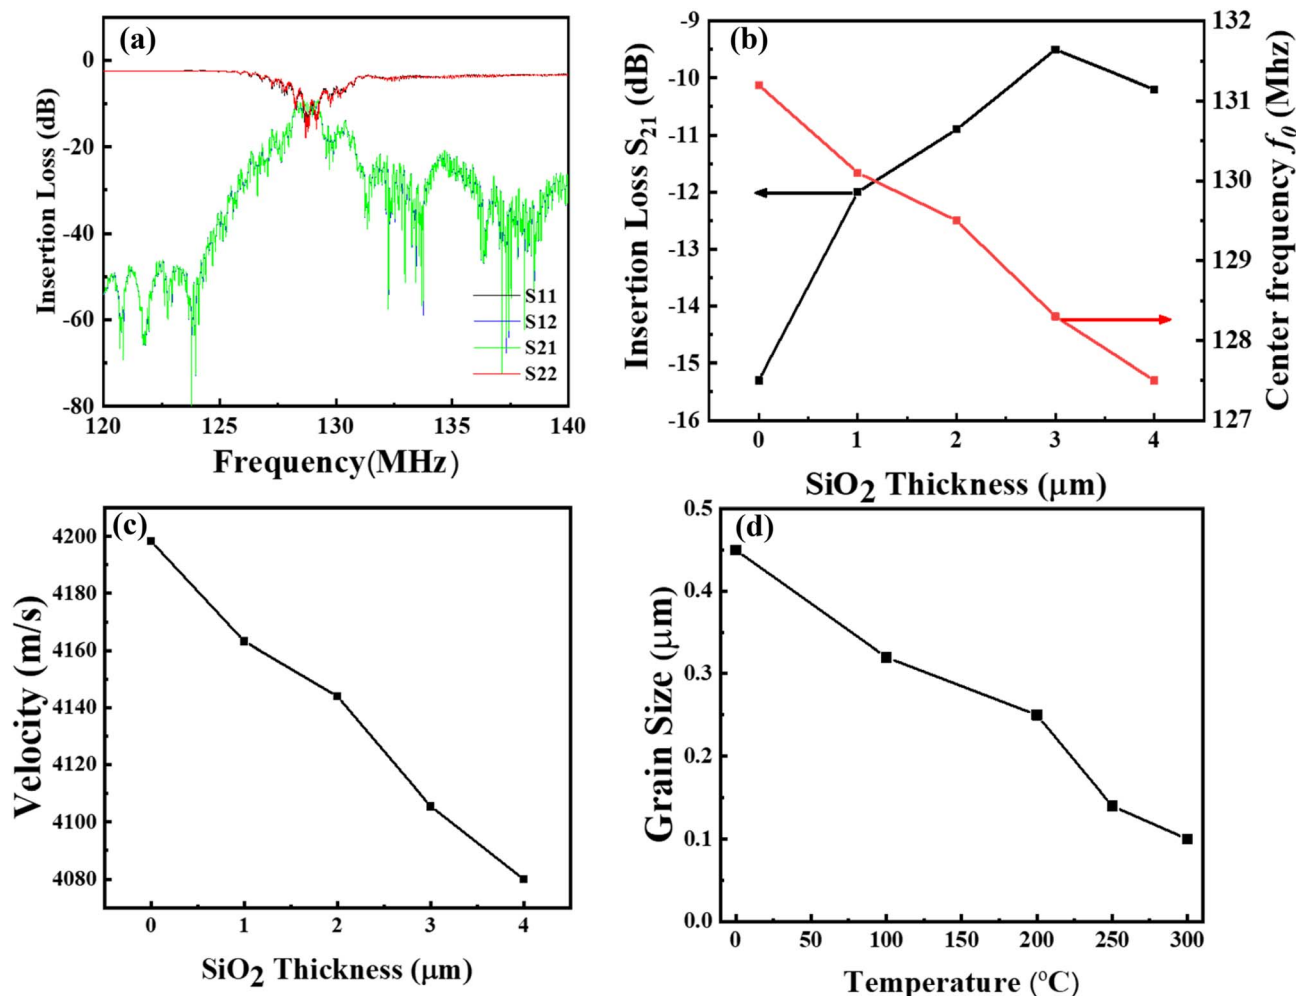 (a)
0
-20
-40
-60
-80
Insertion Loss (dB)
S11
S12
S21
S22
120 125 130 135 140
Frequency(MHz)
(b)
-9
-10
-11
-12
-13
-14
-15
-16
Insertion Loss S21 (dB)
132
131
130
129
128
127
Center frequency f0 (Mhz)
0 1 2 3 4
SiO2 Thickness (μm)
(c)
4200
4180
4160
4140
4120
4100
4080
Velocity (m/s)
0 1 2 3 4
SiO2 Thickness (μm)
(d)
0.5
0.4
0.3
0.2
0.1
0.0
Grain Size (μm)
0 50 100 150 200 250 300
Temperature (ºC)